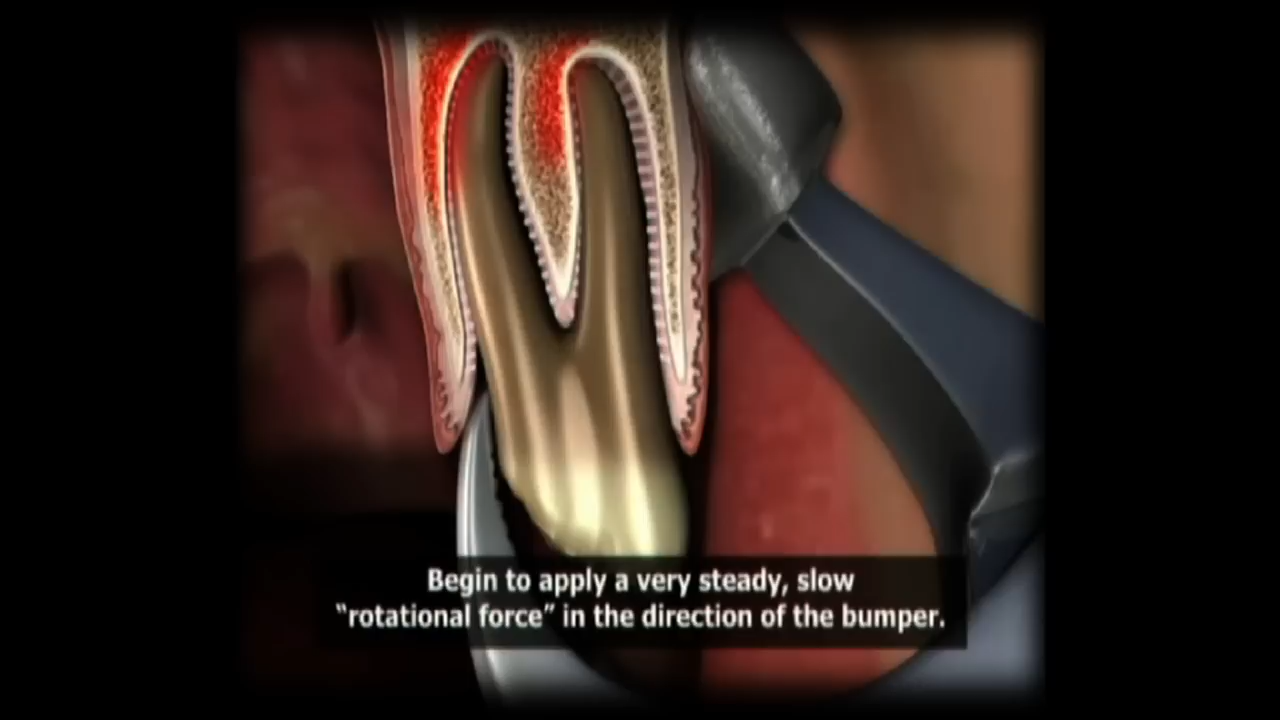 Begin to apply a very steady, slow
“rotational force” in the direction of the bumper.